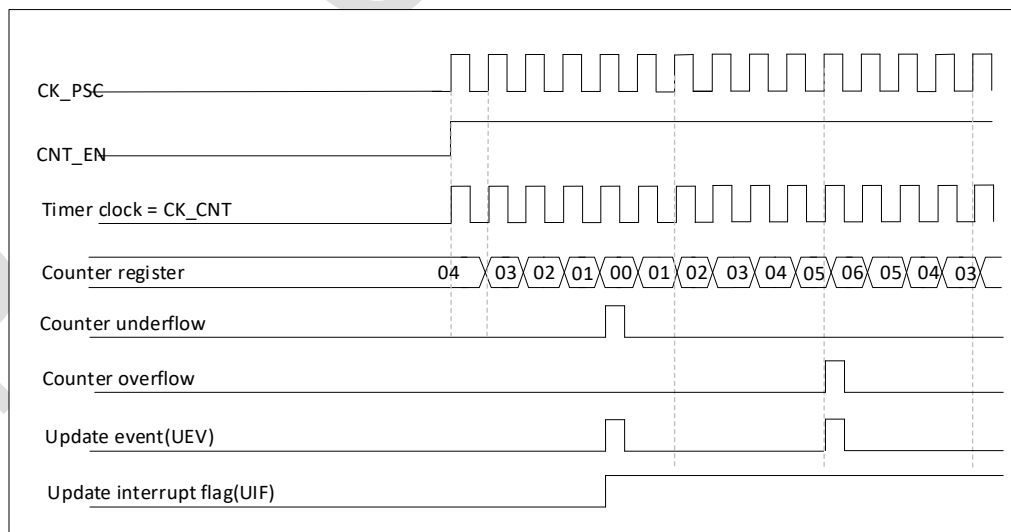 CK_PSC
CNT_EN
Timer clock = CK_CNT
Counter register 04 03 02 01 00 01 02 03 04 05 06 05 04 03
Counter underflow
Counter overflow
Update event(UEV)
Update interrupt flag(UIF)